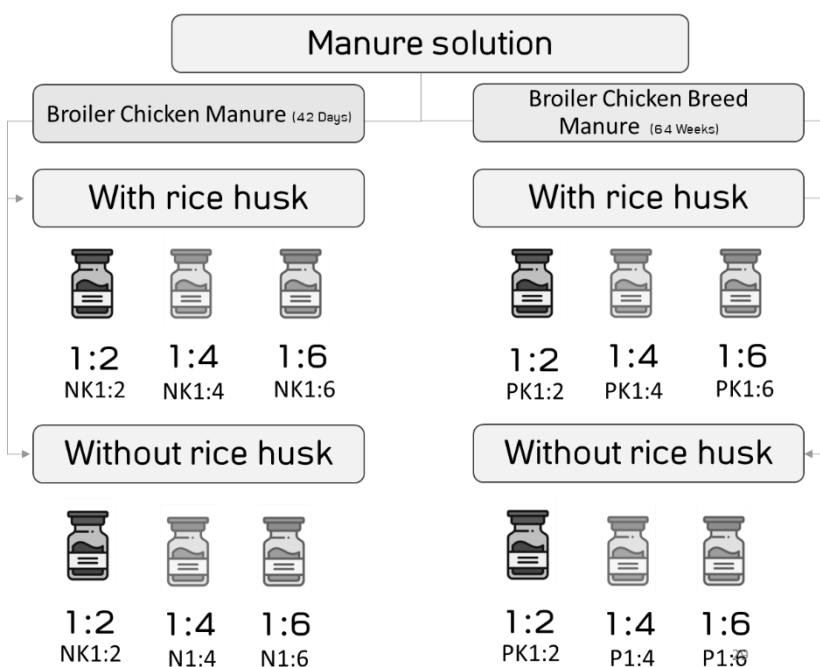 Manure solution
Broiler Chicken Manure (42 Days)
Broiler Chicken Breed
Manure (64 Weeks)
With rice husk
With rice husk
1:2 1:4 1:6
NK1:2 NK1:4 NK1:6
1:2 1:4 1:6
PK1:2 PK1:4 PK1:6
Without rice husk
Without rice husk
1:2 1:4 1:6
NK1:2 N1:4 N1:6
1:2 1:4 1:6
PK1:2 P1:4 P1:6